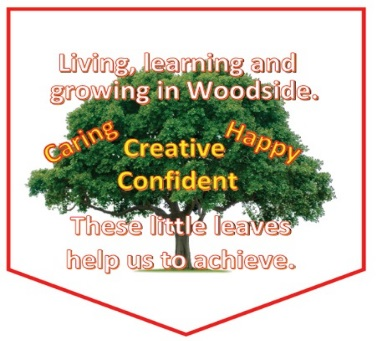 Living, learning and
growing in Woodside.
Caring
Creative
Happy
Confident
These little leaves
help us to achieve.